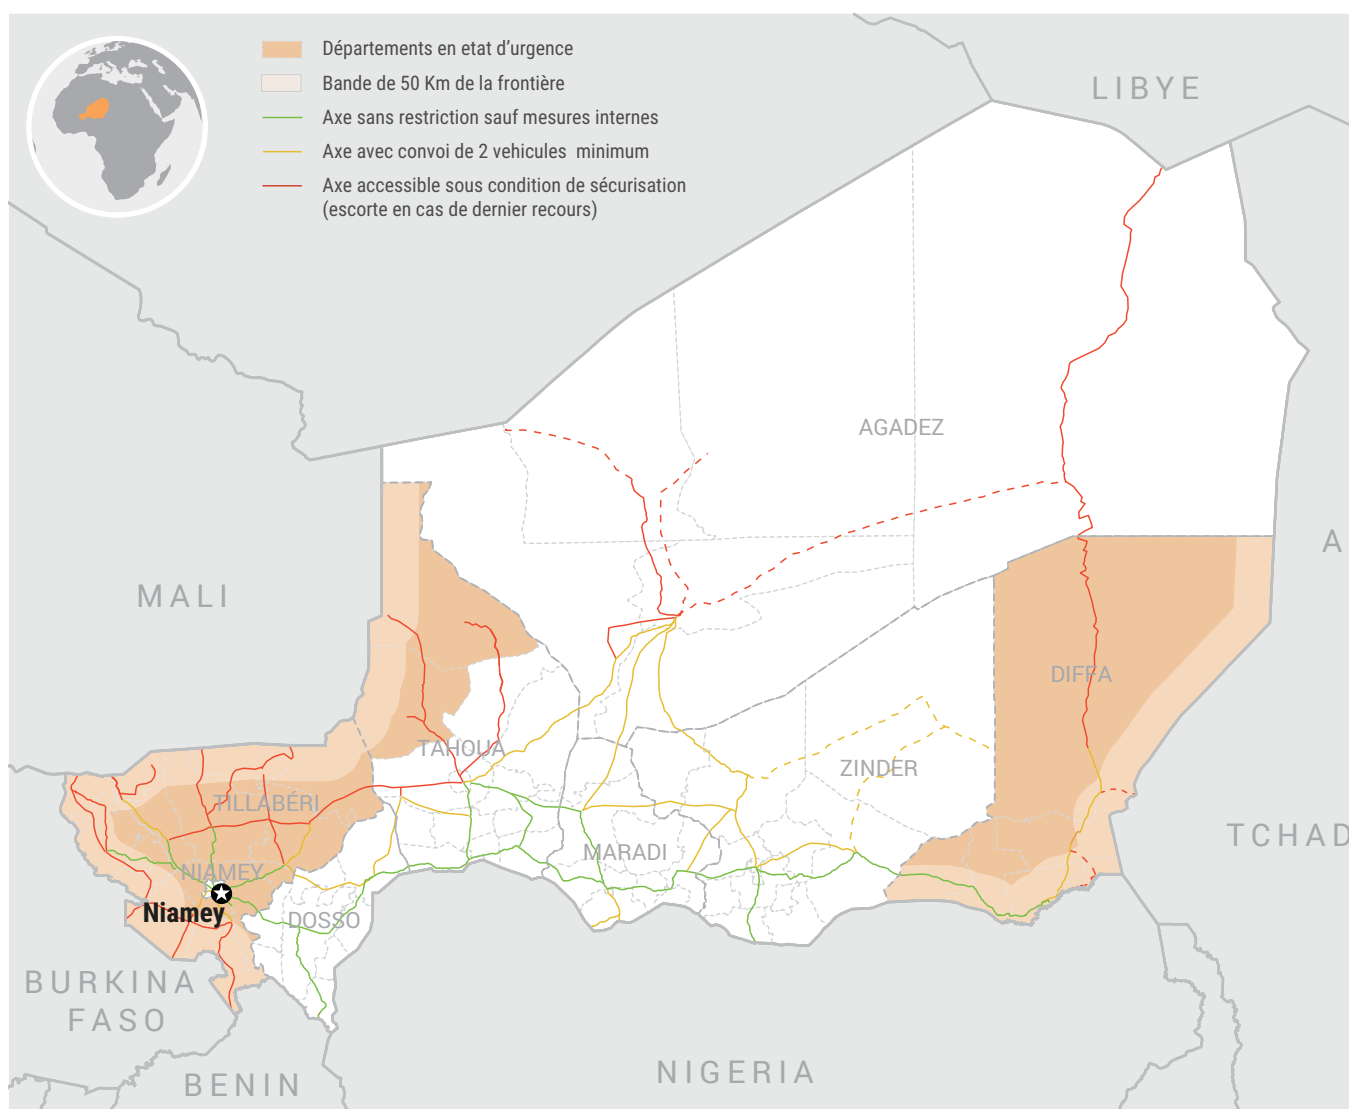 Départements en etat d'urgence
Bande de 50 Km de la frontière
Axe sans restriction sauf mesures internes
Axe avec convoi de 2 vehicules minimum
Axe accessible sous condition de sécurisation
(escorte en cas de dernier recours)
LIBYE
AGADEZ
A
MALI
DIFFA
TAHOUA
ZINDER
TILLABÉRI
TCHAD
MARADI
NIAMEY
Niamey
DOSSO
BURKINA
FASO
NIGERIA
BENIN